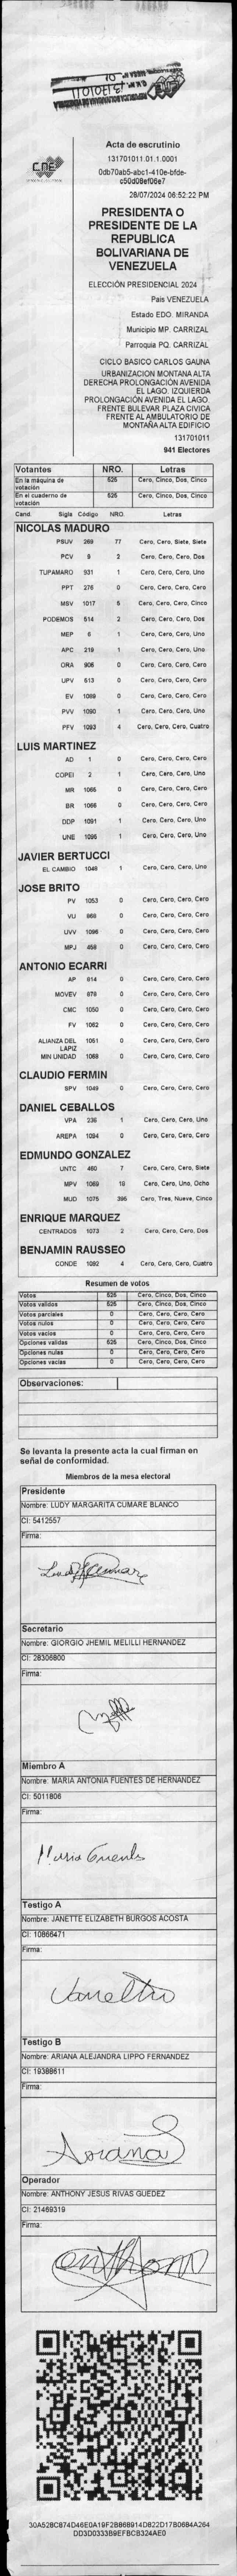 CNE
Acta de escrutinio
131701011.01.1.0001
0db70ab5-abc1-410e-bfde-
c50d08ef06e7
28/07/2024 06:52:22 PM
PRESIDENTA O
PRESIDENTE DE LA
REPUBLICA
BOLIVARIANA DE
VENEZUELA
ELECCIÓN PRESIDENCIAL 2024
Pais VENEZUELA
Estado EDO. MIRANDA
Municipio MP. CARRIZAL
Parroquia PQ. CARRIZAL
CICLO BASICO CARLOS GAUNA
URBANIZACION MONTANA ALTA
DERECHA PROLONGACIÓN AVENIDA
EL LAGO. IZQUIERDA
PROLONGACIÓN AVENIDA EL LAGO.
FRENTE BULEVAR PLAZA CIVICA
FRENTE AL AMBULATORIO DE
MONTAÑA ALTA EDIFICIO
131701011
941 Electores
Votantes NRO. Letras
En la máquina de votación 525 Cero, Cinco, Dos, Cinco
En el cuaderno de votación 525 Cero, Cinco, Dos, Cinco
Cand. Sigla Código NRO. Letras
NICOLAS MADURO
PSUV 269 77 Cero, Cero, Siete, Siete
PCV 9 2 Cero, Cero, Cero, Dos
TUPAMARO 931 1 Cero, Cero, Cero, Uno
PPT 276 0 Cero, Cero, Cero, Cero
MSV 1017 5 Cero, Cero, Cero, Cinco
PODEMOS 514 2 Cero, Cero, Cero, Dos
MEP 6 1 Cero, Cero, Cero, Uno
APC 219 1 Cero, Cero, Cero, Uno
ORA 906 0 Cero, Cero, Cero, Cero
UPV 613 0 Cero, Cero, Cero, Cero
EV 1089 0 Cero, Cero, Cero, Cero
PVV 1090 1 Cero, Cero, Cero, Uno
PFV 1093 4 Cero, Cero, Cero, Cuatro
LUIS MARTINEZ
AD 1 0 Cero, Cero, Cero, Cero
COPEI 2 1 Cero, Cero, Cero, Uno
MR 1065 0 Cero, Cero, Cero, Cero
BR 1066 0 Cero, Cero, Cero, Cero
DDP 1091 1 Cero, Cero, Cero, Uno
UNE 1095 1 Cero, Cero, Cero, Uno
JAVIER BERTUCCI
EL CAMBIO 1048 1 Cero, Cero, Cero, Uno
JOSE BRITO
PV 1053 0 Cero, Cero, Cero, Cero
VU 868 0 Cero, Cero, Cero, Cero
UVV 1096 0 Cero, Cero, Cero, Cero
MPJ 458 0 Cero, Cero, Cero, Cero
ANTONIO ECARRI
AP 914 0 Cero, Cero, Cero, Cero
MOVEV 878 0 Cero, Cero, Cero, Cero
CMC 1050 0 Cero, Cero, Cero, Cero
FV 1062 0 Cero, Cero, Cero, Cero
ALIANZA DEL LAPIZ 1051 0 Cero, Cero, Cero, Cero
MIN UNIDAD 1068 0 Cero, Cero, Cero, Cero
CLAUDIO FERMIN
SPV 1049 0 Cero, Cero, Cero, Cero
DANIEL CEBALLOS
VPA 236 1 Cero, Cero, Cero, Uno
AREPA 1094 0 Cero, Cero, Cero, Cero
EDMUNDO GONZALEZ
UNTC 460 7 Cero, Cero, Cero, Siete
MPV 1069 18 Cero, Cero, Uno, Ocho
MUD 1075 395 Cero, Tres, Nueve, Cinco
ENRIQUE MARQUEZ
CENTRADOS 1073 2 Cero, Cero, Cero, Dos
BENJAMIN RAUSSEO
CONDE 1092 4 Cero, Cero, Cero, Cuatro
Resumen de votos
Votos 525 Cero, Cinco, Dos, Cinco
Votos validos 525 Cero, Cinco, Dos, Cinco
Votos parciales 0 Cero, Cero, Cero, Cero
Votos nulos 0 Cero, Cero, Cero, Cero
Votos vacios 0 Cero, Cero, Cero, Cero
Opciones validas 525 Cero, Cinco, Dos, Cinco
Opciones nulas 0 Cero, Cero, Cero, Cero
Opciones vacias 0 Cero, Cero, Cero, Cero
Observaciones:
Se levanta la presente acta la cual firman en
señal de conformidad.
Miembros de la mesa electoral
Presidente
Nombre: LUDY MARGARITA CUMARE BLANCO
CI: 5412557
Firma:
Secretario
Nombre: GIORGIO JHEMIL MELILLI HERNANDEZ
CI: 28306800
Firma:
Miembro A
Nombre: MARIA ANTONIA FUENTES DE HERNANDEZ
CI: 5011806
Firma:
Maria Fuentes
Testigo A
Nombre: JANETTE ELIZABETH BURGOS ACOSTA
CI: 10866471
Firma:
Testigo B
Nombre: ARIANA ALEJANDRA LIPPO FERNANDEZ
CI: 19388611
Firma:
Ariana
Operador
Nombre: ANTHONY JESUS RIVAS GUEDEZ
CI: 21469319
Firma:
anthony
30A528C874D46E0A19F2B868914D822D17B0684A264
DD3D0333B9EFBCB324AE0